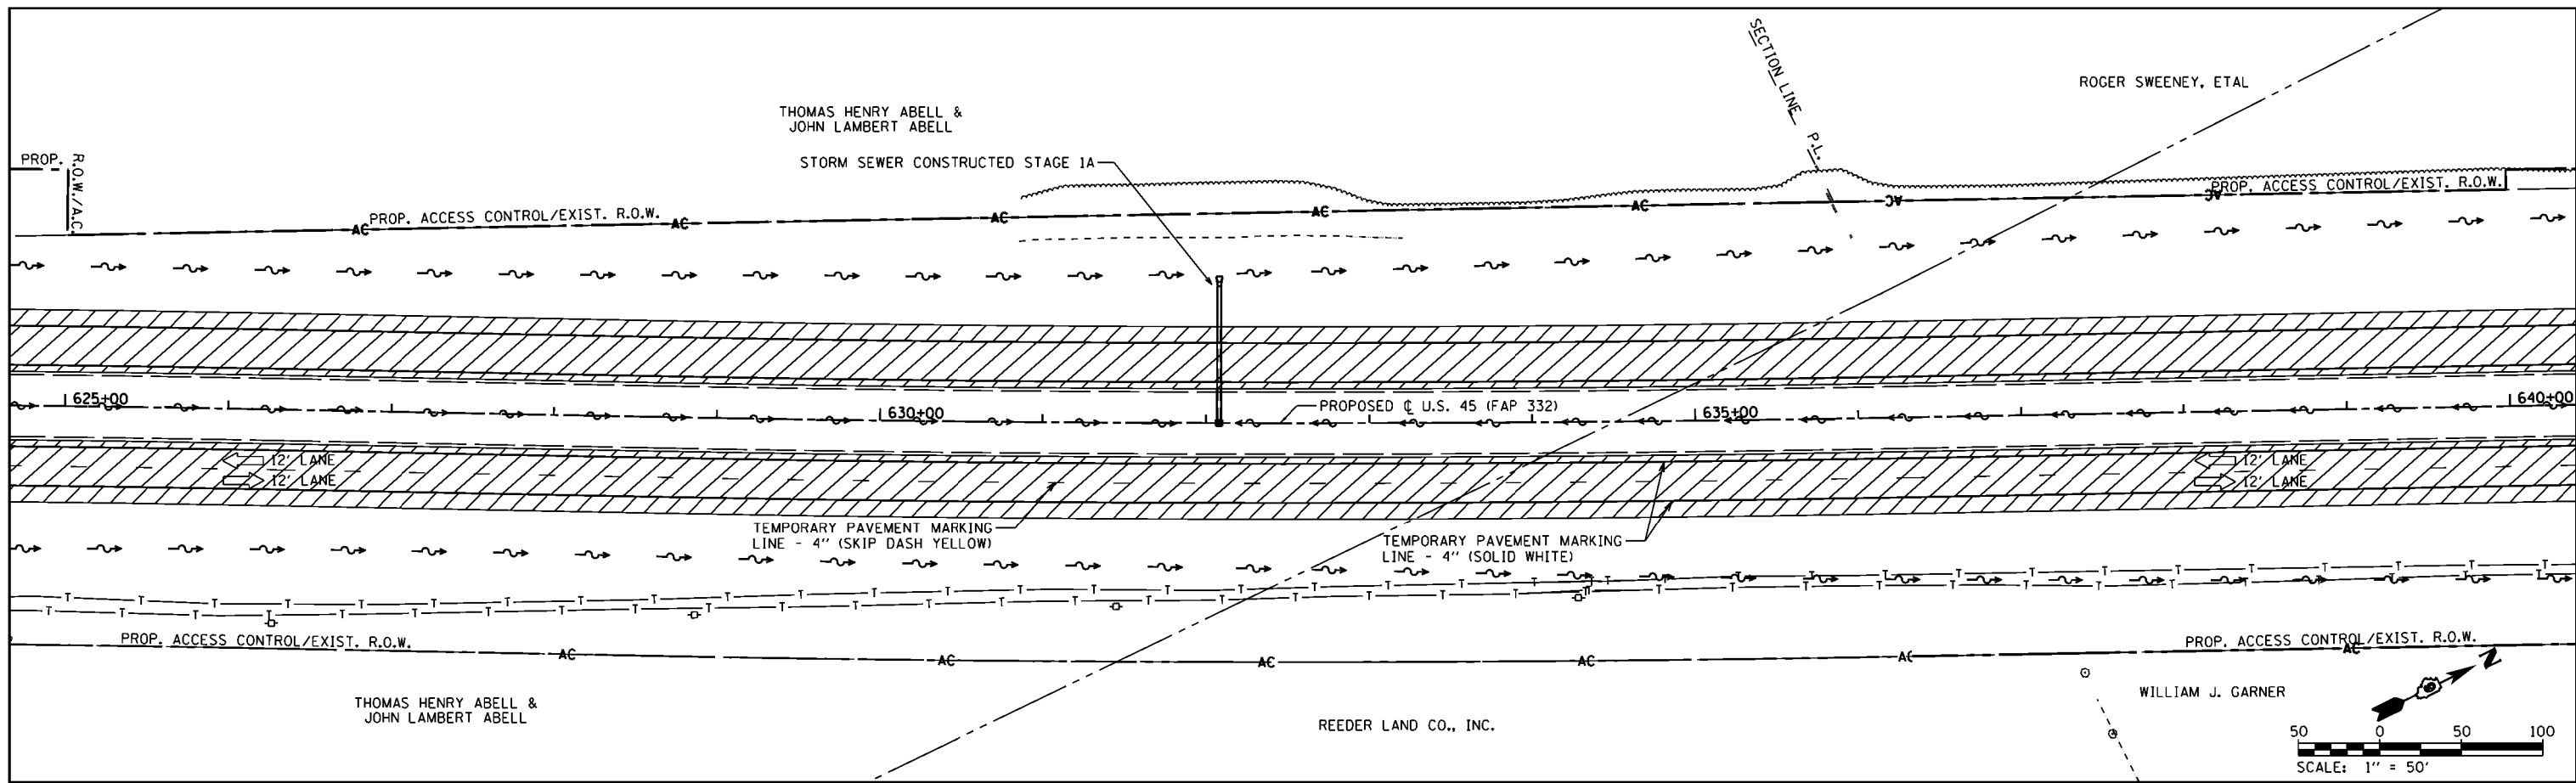 SECTION LINE
P.L.
ROGER SWEENEY, ETAL
THOMAS HENRY ABELL &
JOHN LAMBERT ABELL
STORM SEWER CONSTRUCTED STAGE 1A
PROP.
R.O.W./A.C.
PROP. ACCESS CONTROL/EXIST. R.O.W.
PROP. ACCESS CONTROL/EXIST. R.O.W.
AC
AC
AC
AC
AC
AC
AC
625+00
630+00
PROPOSED ℄ U.S. 45 (FAP 332)
635+00
640+00
12' LANE
12' LANE
12' LANE
12' LANE
TEMPORARY PAVEMENT MARKING
LINE - 4" (SKIP DASH YELLOW)
TEMPORARY PAVEMENT MARKING
LINE - 4" (SOLID WHITE)
T T T T T T T T T T T T T T T T T T T T T T T T
T T T T T T T T T T T T T T T T T T T T T T T T
PROP. ACCESS CONTROL/EXIST. R.O.W.
PROP. ACCESS CONTROL/EXIST. R.O.W.
AC
AC
AC
AC
AC
AC
N
THOMAS HENRY ABELL &
JOHN LAMBERT ABELL
REEDER LAND CO., INC.
WILLIAM J. GARNER
50 0 50 100
SCALE: 1" = 50'